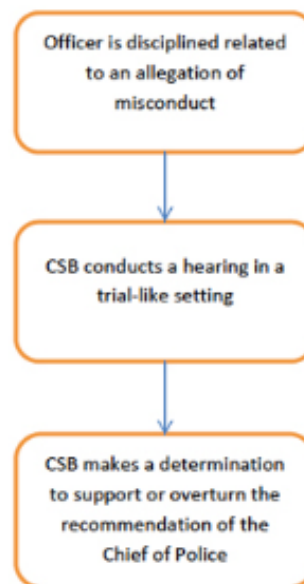 Officer is disciplined related
to an allegation of
misconduct
CSB conducts a hearing in a
trial-like setting
CSB makes a determination
to support or overturn the
recommendation of the
Chief of Police